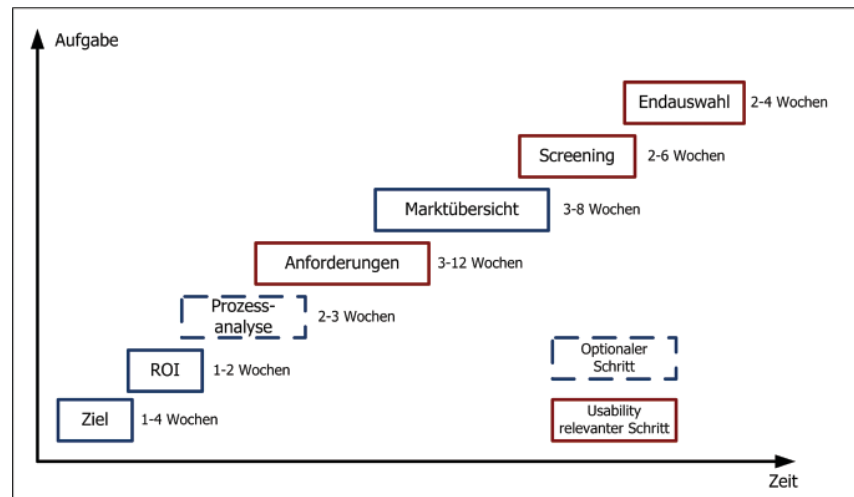 Aufgabe
Endauswahl 2-4 Wochen
Screening 2-6 Wochen
Marktübersicht 3-8 Wochen
Anforderungen 3-12 Wochen
Prozess-
analyse 2-3 Wochen
Optionaler
Schritt
ROI 1-2 Wochen
Ziel 1-4 Wochen
Usability
relevanter Schritt
Zeit